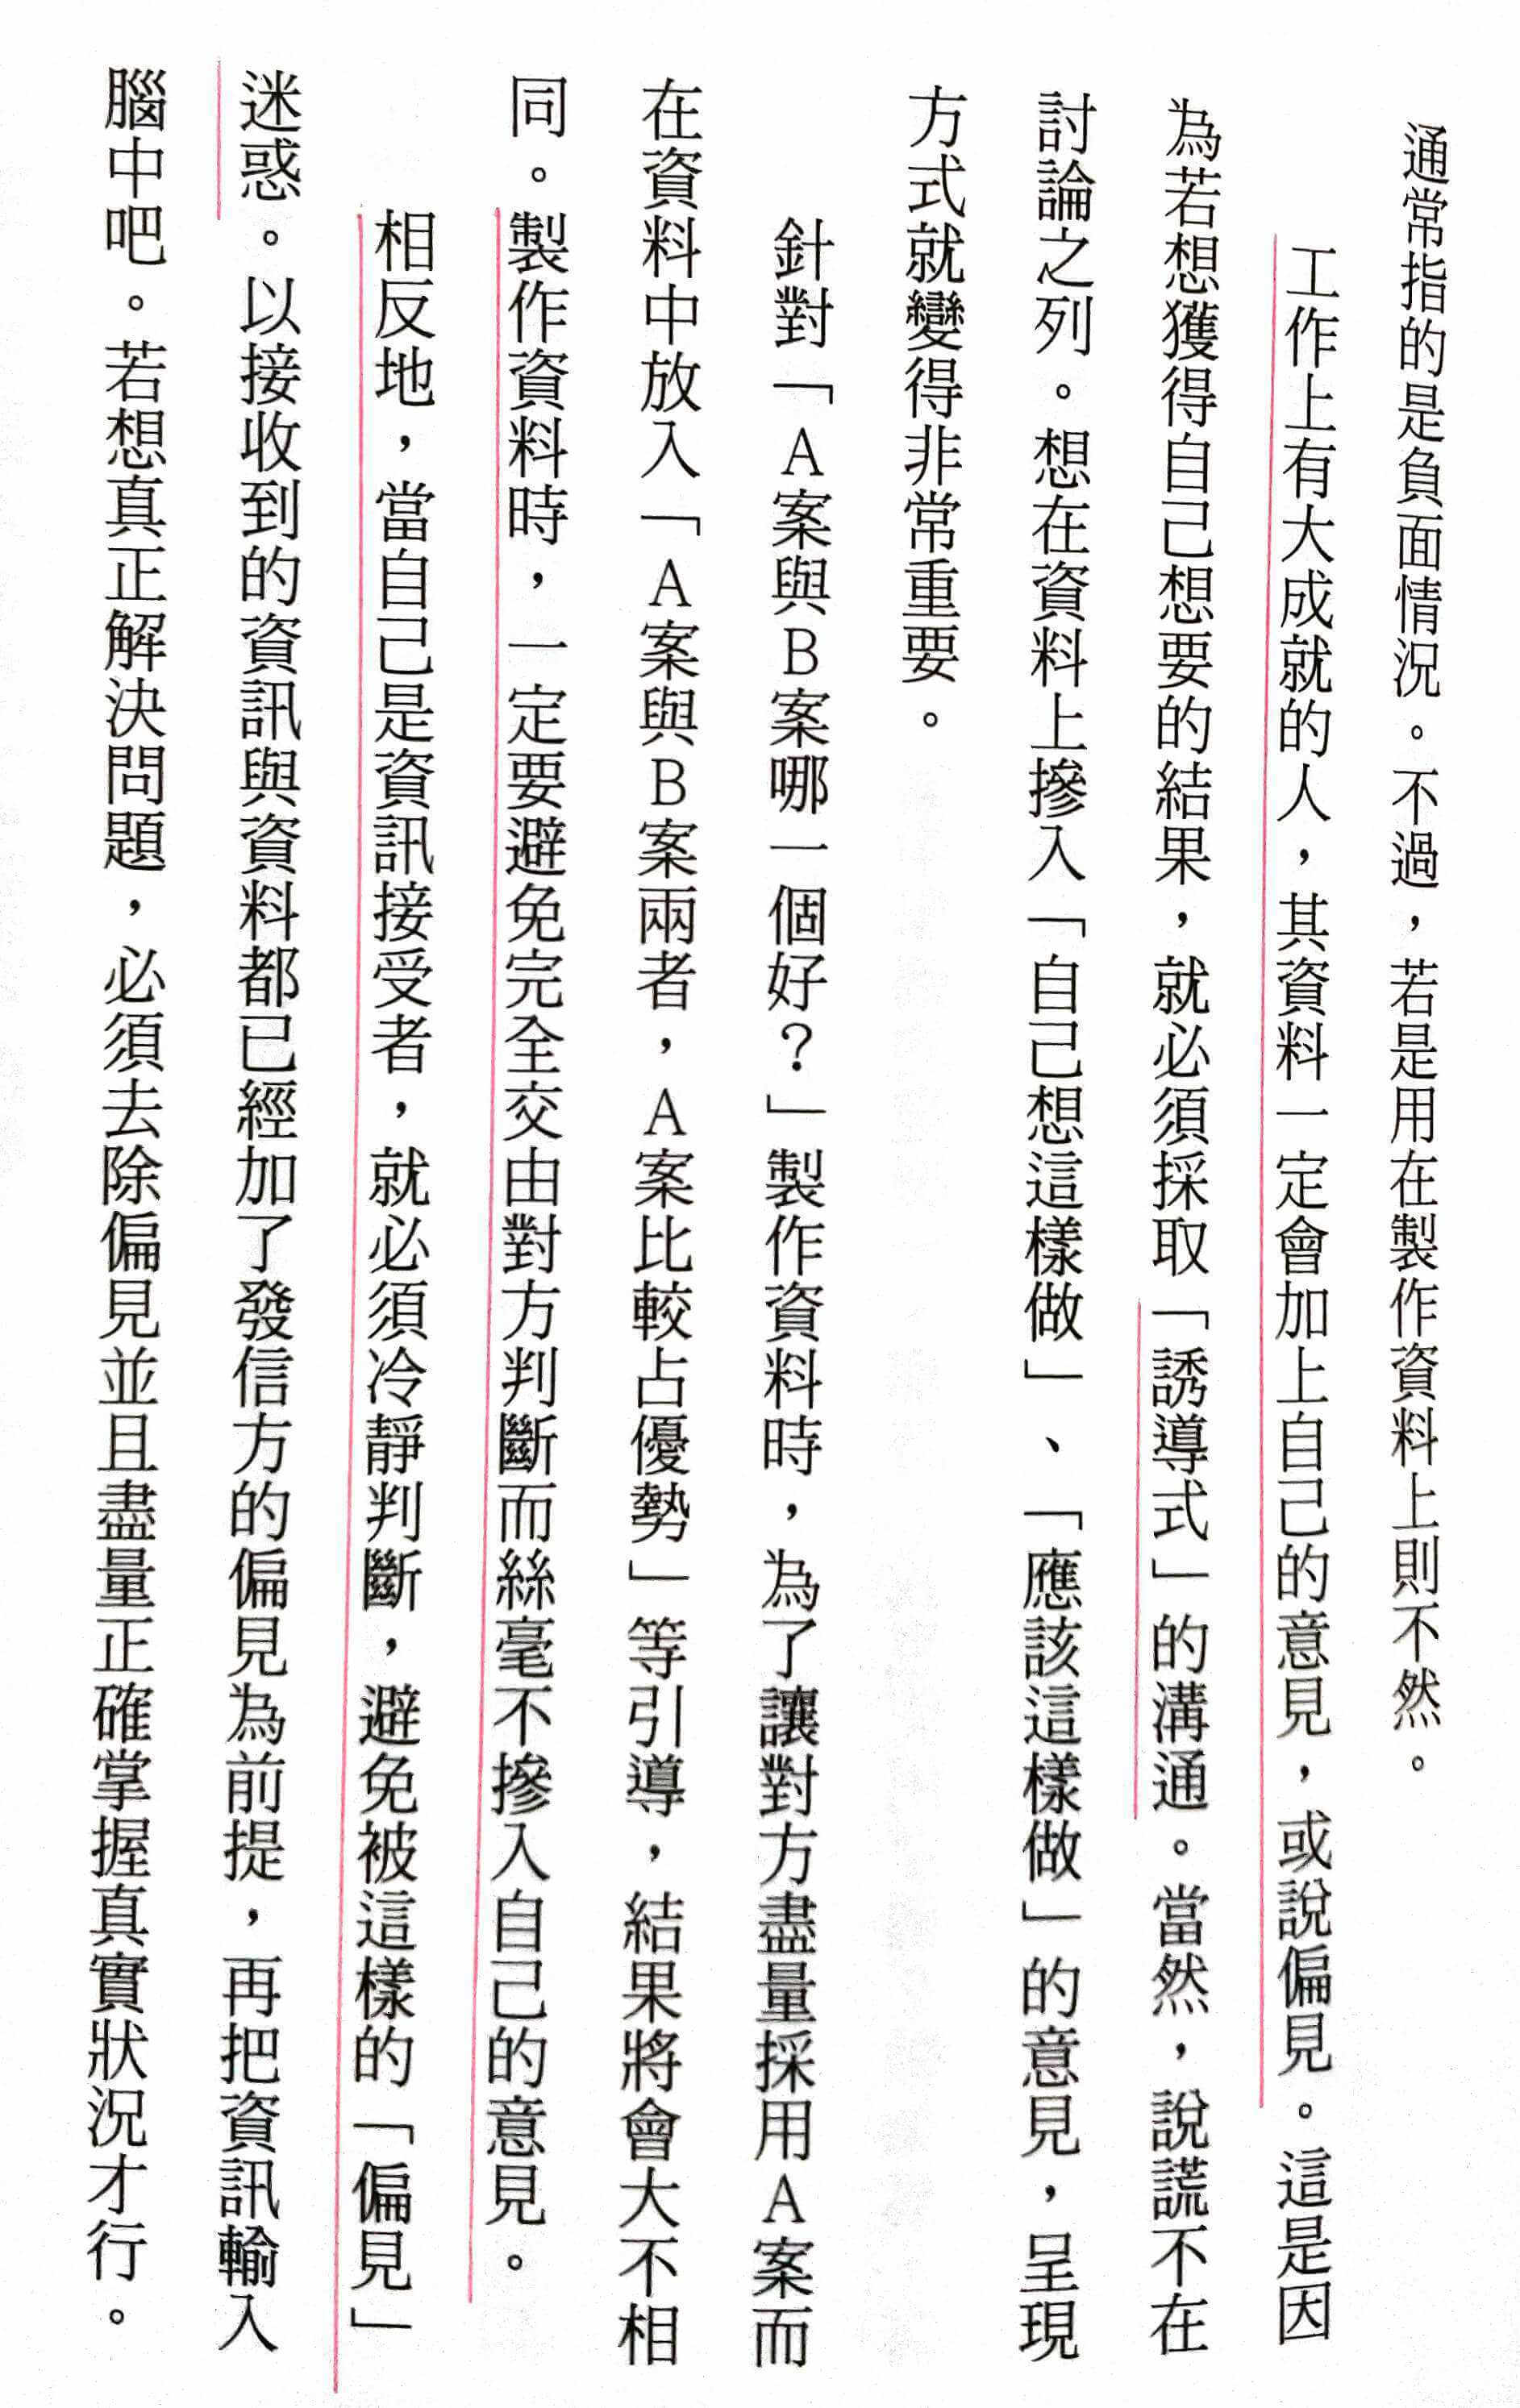 通常指的是負面情況。不過，若是用在製作資料上則不然。
工作上有大成就的人，其資料一定會加上自己的意見，或說偏見。這是因
為若想獲得自己想要的結果，就必須採取「誘導式」的溝通。當然，說謊不在
討論之列。想在資料上摻入「自己想這樣做」、「應該這樣做」的意見，呈現
方式就變得非常重要。
針對「A案與B案哪一個好？」製作資料時，為了讓對方盡量採用A案而
在資料中放入「A案與B案兩者，A案比較占優勢」等引導，結果將會大不相
同。製作資料時，一定要避免完全交由對方判斷而絲毫不摻入自己的意見。
相反地，當自己是資訊接受者，就必須冷靜判斷，避免被這樣的「偏見」
迷惑。以接收到的資訊與資料都已經加了發信方的偏見為前提，再把資訊輸入
腦中吧。若想真正解決問題，必須去除偏見並且盡量正確掌握真實狀況才行。